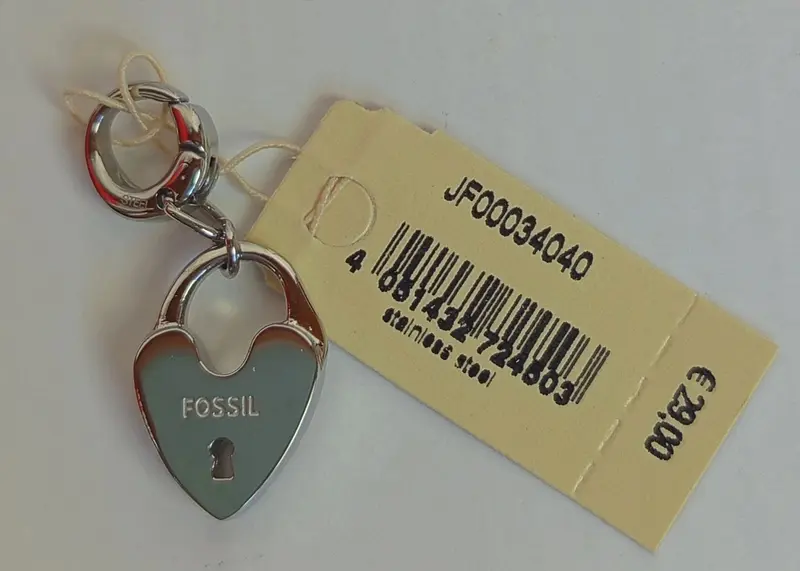 FOSSIL
JF00034040
4 051432 724503
stainless steel
€ 29,00